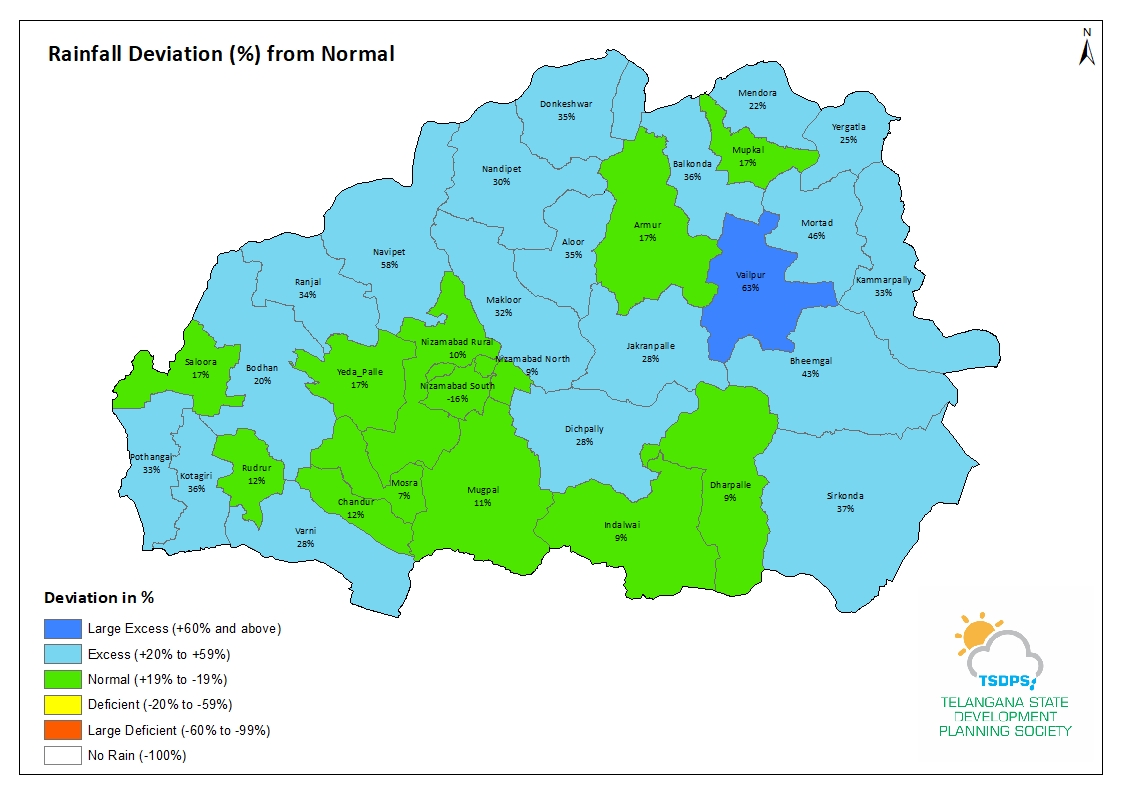 Rainfall Deviation (%) from Normal
N
Donkeshwar
35%
Mendora
22%
Yergatla
25%
Mupkal
17%
Balkonda
36%
Nandipet
30%
Armur
17%
Mortad
46%
Aloor
35%
Navipet
58%
Vailpur
63%
Kammarpally
33%
Ranjal
34%
Makloor
32%
Nizamabad Rural
10%
Jakranpalle
28%
Nizamabad North
9%
Bheemgal
43%
Saloora
17%
Bodhan
20%
Yeda_Palle
17%
Nizamabad South
-16%
Dichpally
28%
Pothangal
33%
Kotagiri
36%
Rudrur
12%
Mosra
7%
Mugpal
11%
Dharpalle
9%
Sirkonda
37%
Chandur
12%
Indalwai
9%
Varni
28%
Deviation in %
Large Excess (+60% and above)
Excess (+20% to +59%)
Normal (+19% to -19%)
Deficient (-20% to -59%)
Large Deficient (-60% to -99%)
No Rain (-100%)
TSDPS
TELANGANA STATE
DEVELOPMENT
PLANNING SOCIETY